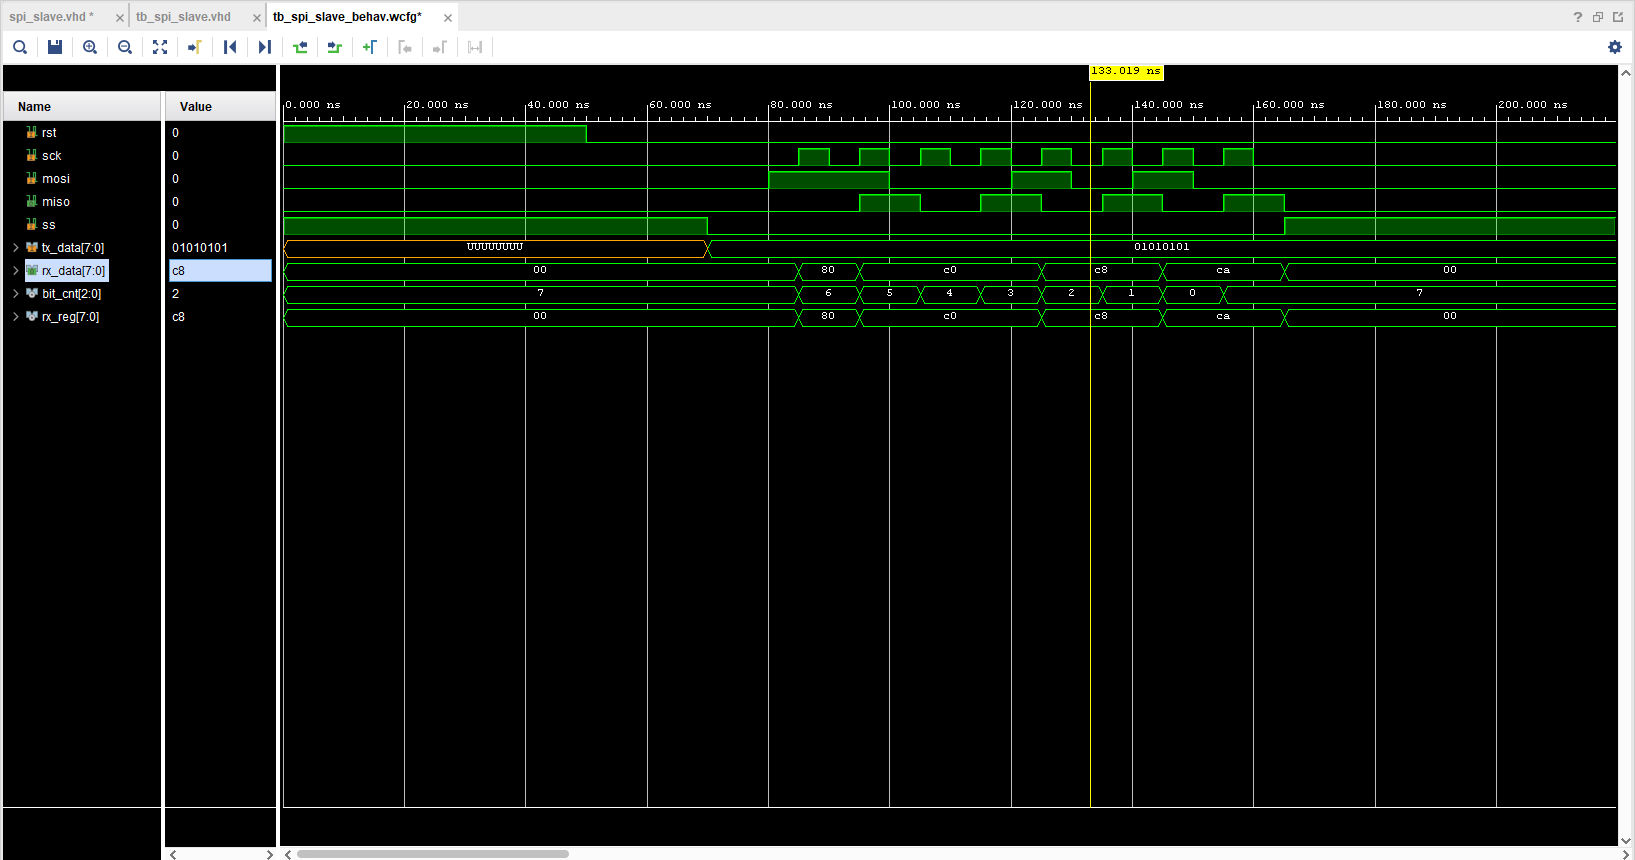 spi_slave.vhd * × tb_spi_slave.vhd × tb_spi_slave_behav.wcfg* ×
?
133.019 ns
Name Value 0.000 ns 20.000 ns 40.000 ns 60.000 ns 80.000 ns 100.000 ns 120.000 ns 140.000 ns 160.000 ns 180.000 ns 200.000 ns
rst 0
sck 0
mosi 0
miso 0
ss 0
tx_data[7:0] 01010101 UUUUUUUU 01010101
rx_data[7:0] c8 00 80 c0 c8 ca 00
bit_cnt[2:0] 2 7 6 5 4 3 2 1 0 7
rx_reg[7:0] c8 00 80 c0 c8 ca 00